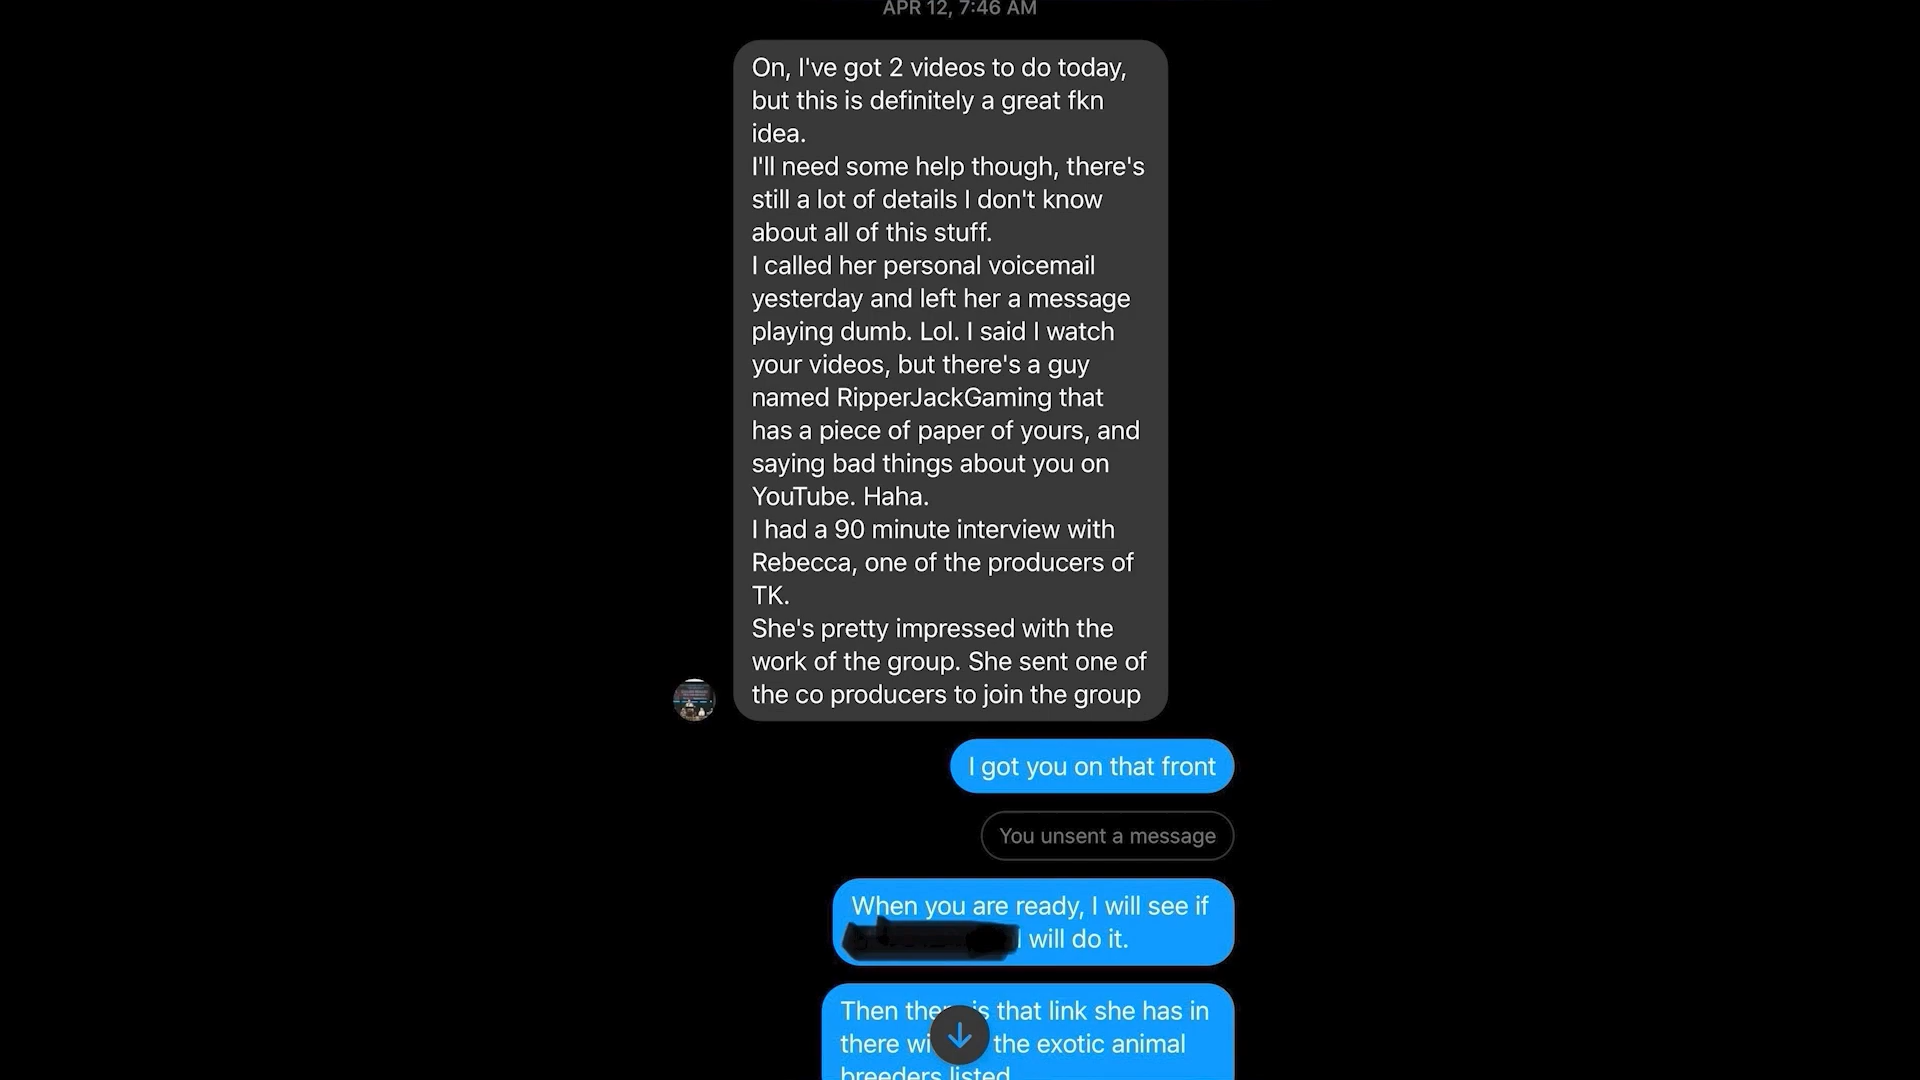 APR 12, 7:46 AM
On, I've got 2 videos to do today,
but this is definitely a great fkn
idea.
I'll need some help though, there's
still a lot of details I don't know
about all of this stuff.
I called her personal voicemail
yesterday and left her a message
playing dumb. Lol. I said I watch
your videos, but there's a guy
named RipperJackGaming that
has a piece of paper of yours, and
saying bad things about you on
YouTube. Haha.
I had a 90 minute interview with
Rebecca, one of the producers of
TK.
She's pretty impressed with the
work of the group. She sent one of
the co producers to join the group
I got you on that front
You unsent a message
When you are ready, I will see if
will do it.
Then is that link she has in
there the exotic animal
breeders listed